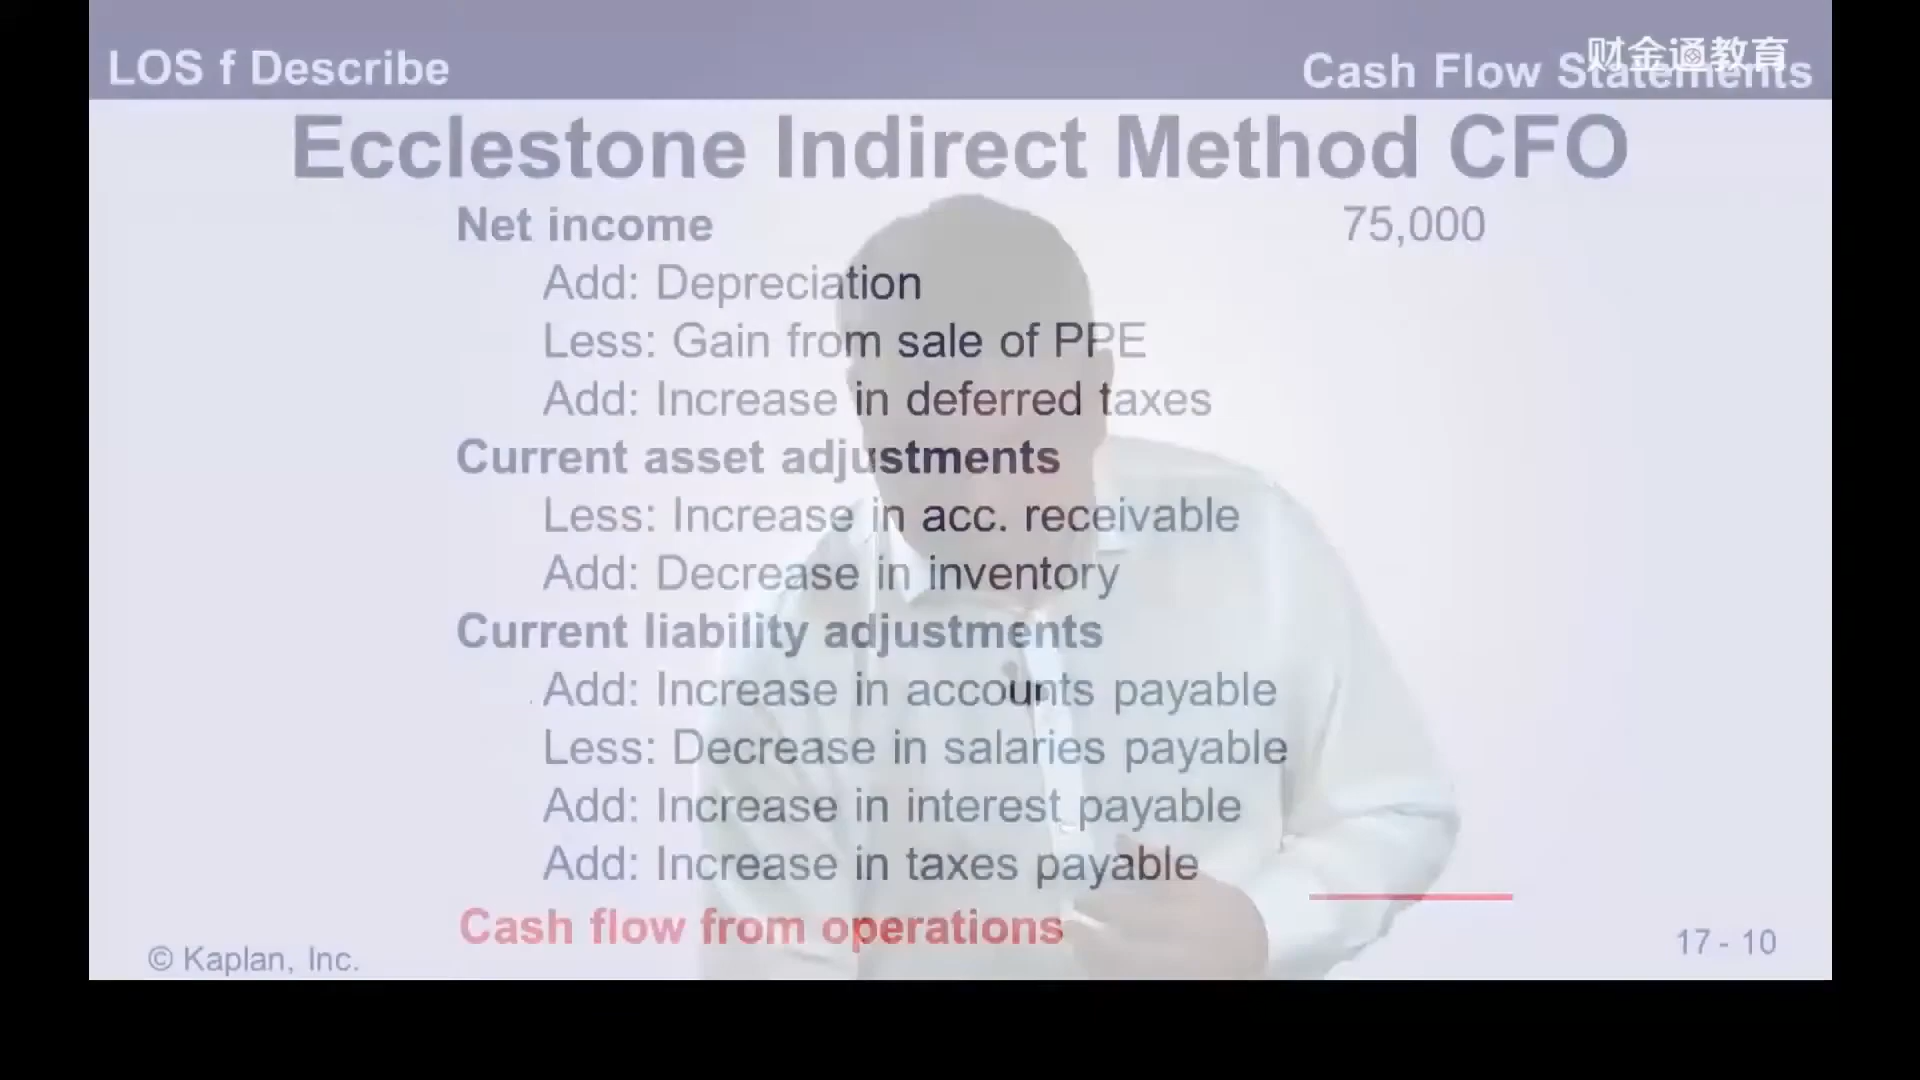 LOS f Describe
Cash Flow Statements
财金通教育
Ecclestone Indirect Method CFO
Net income 75,000
Add: Depreciation
Less: Gain from sale of PPE
Add: Increase in deferred taxes
Current asset adjustments
Less: Increase in acc. receivable
Add: Decrease in inventory
Current liability adjustments
Add: Increase in accounts payable
Less: Decrease in salaries payable
Add: Increase in interest payable
Add: Increase in taxes payable
Cash flow from operations
© Kaplan, Inc.
17 - 10